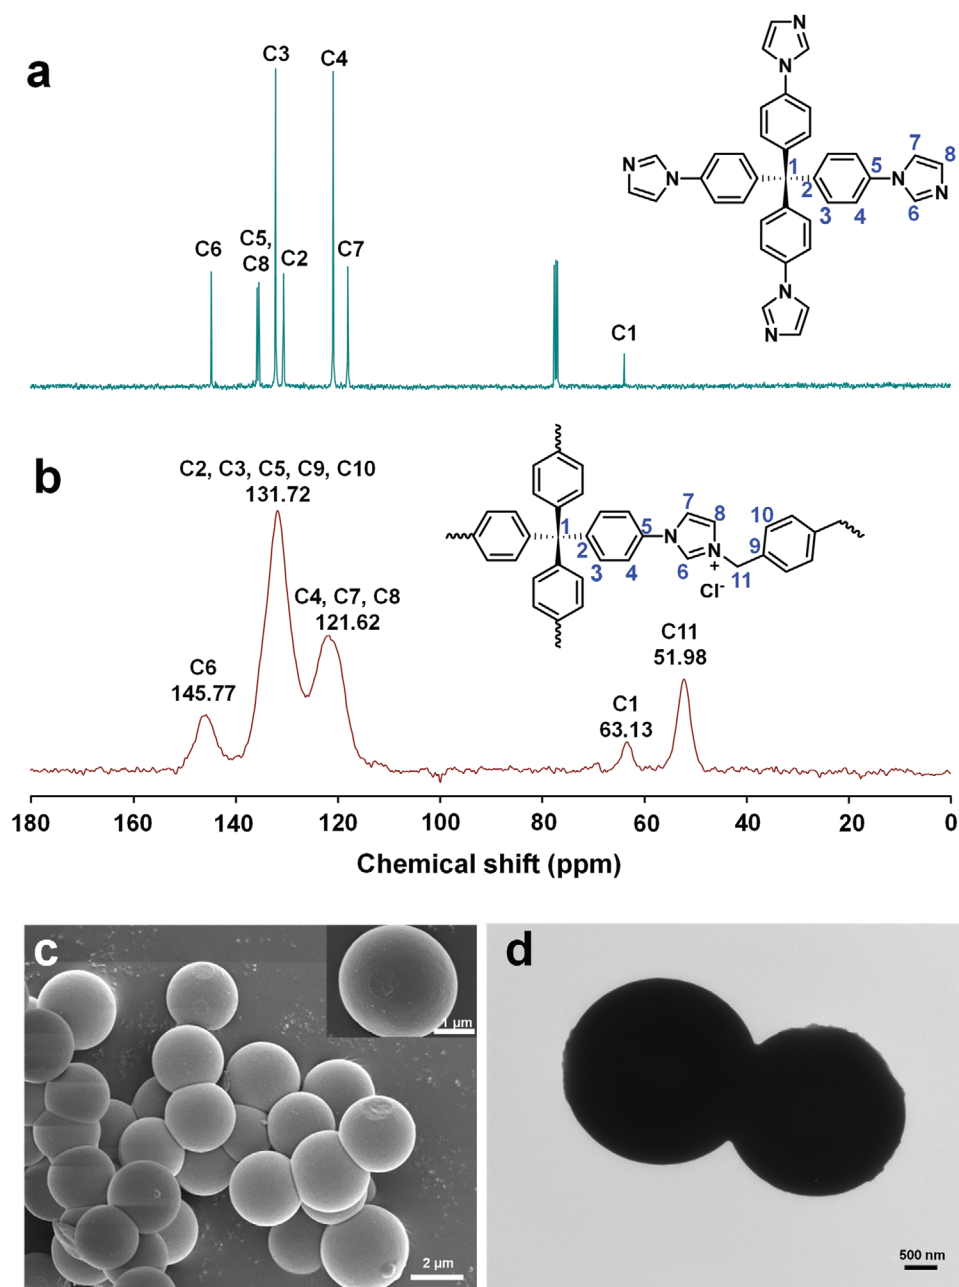 a
C3
C4
C6
C5,
C8
C2
C7
C1
N
N
N
N
N
N
N
N
1
2
3
4
5
6
7
8
b
C2, C3, C5, C9, C10
131.72
C4, C7, C8
121.62
C6
145.77
C1
63.13
C11
51.98
1
2
3
4
5
N
6
7
8
N
+
Cl-
9
10
11
180 160 140 120 100 80 60 40 20 0
Chemical shift (ppm)
c
1 µm
2 µm
d
500 nm